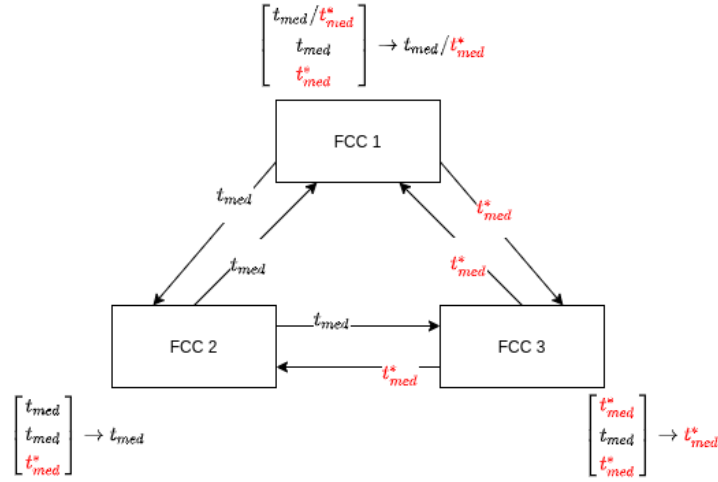 t_med/t*_med
t_med → t_med/t*_med
t*_med
FCC 1
t_med
t*_med
t_med
t*_med
FCC 2
t_med
FCC 3
t*_med
t_med
t_med → t_med
t*_med
t*_med
t_med → t*_med
t*_med